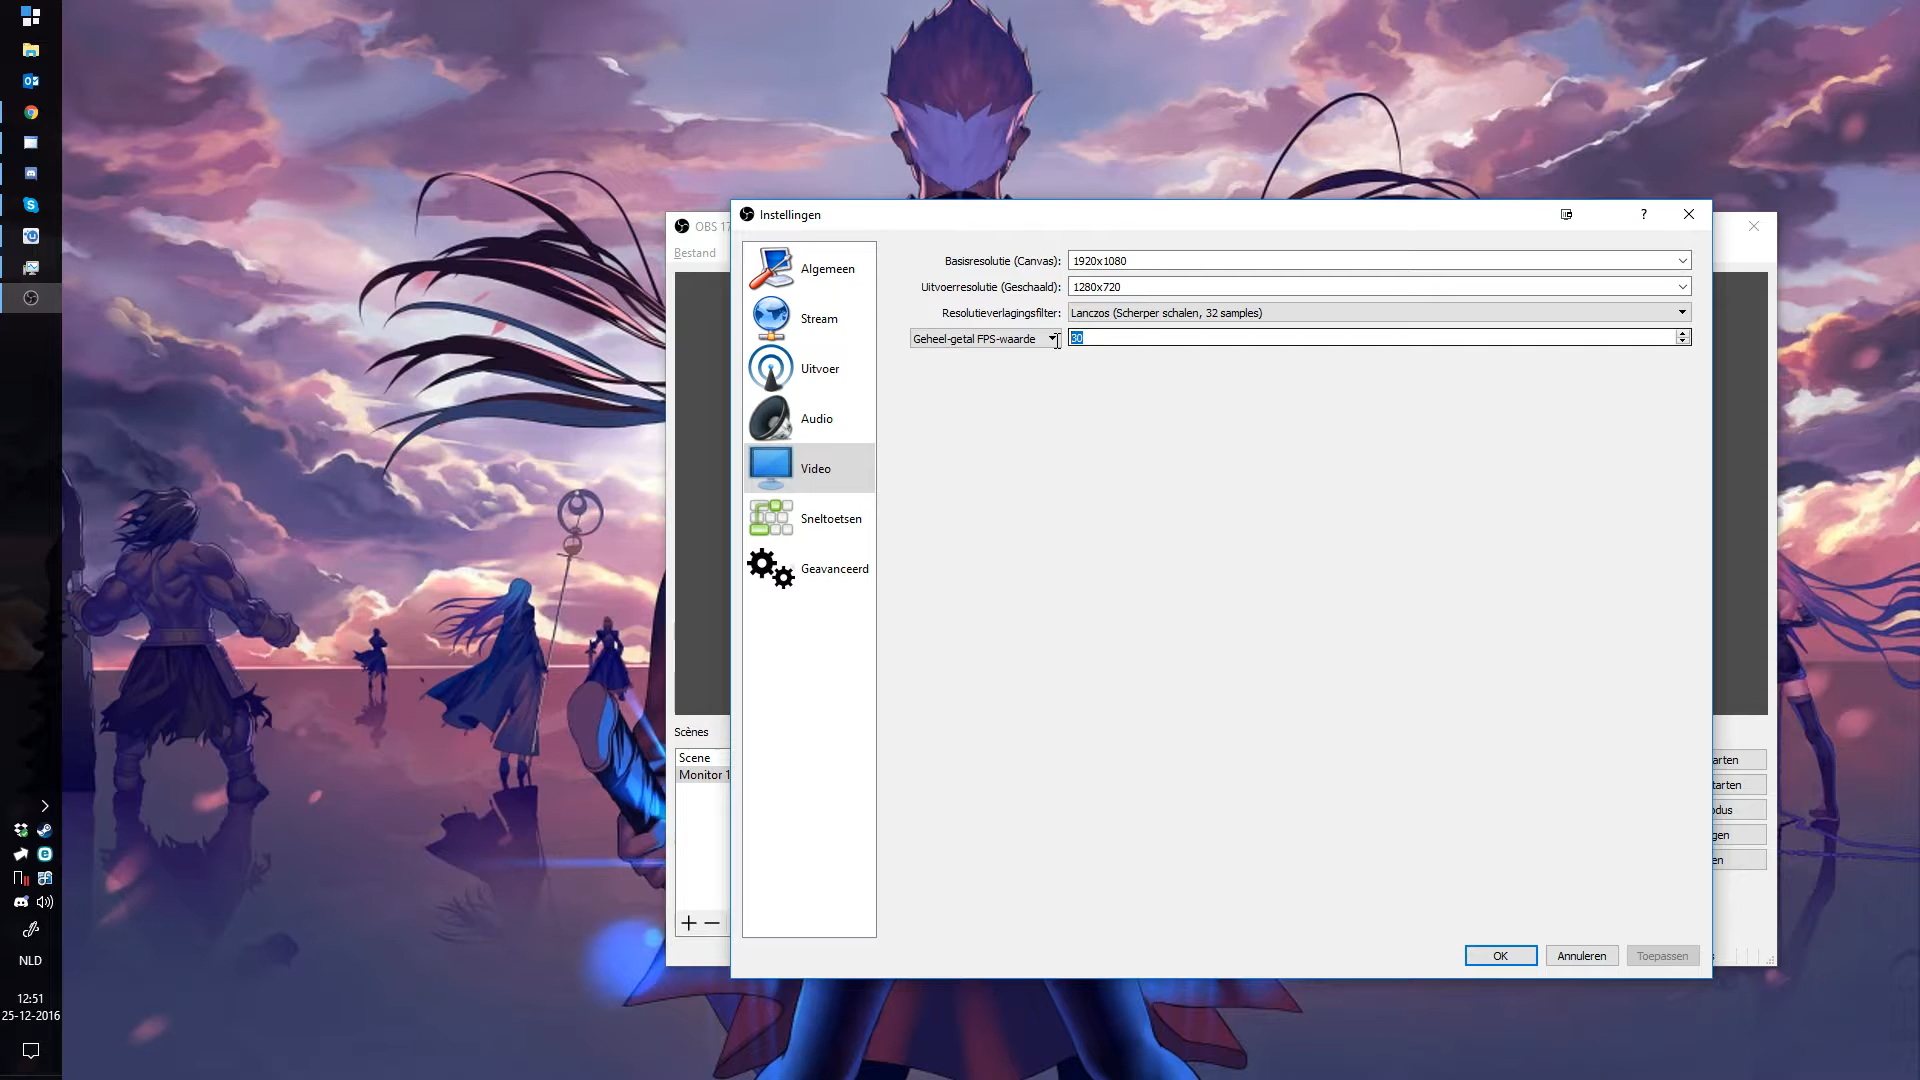 OBS 17
Bestand
Instellingen
?
Algemeen
Stream
Uitvoer
Audio
Video
Sneltoetsen
Geavanceerd
Basisresolutie (Canvas): 1920x1080
Uitvoerresolutie (Geschaald): 1280x720
Resolutieverlagingsfilter: Lanczos (Scherper schalen, 32 samples)
Geheel-getal FPS-waarde 30
Scènes
Scene
Monitor 1
arten
tarten
odus
gen
en
OK Annuleren Toepassen
NLD
12:51
25-12-2016